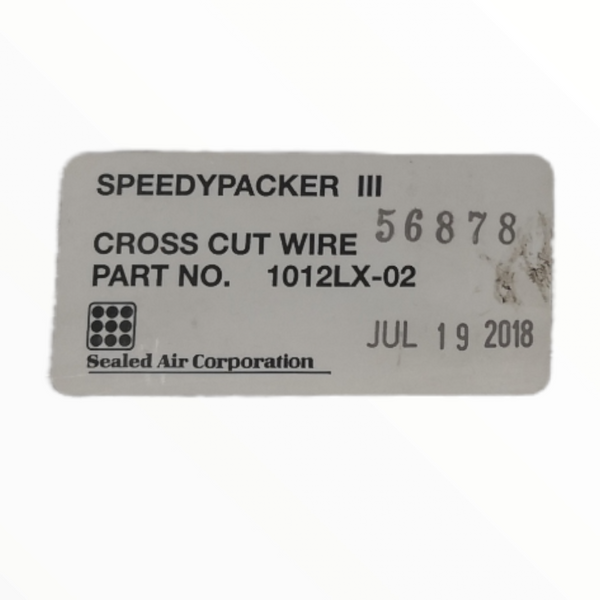 SPEEDYPACKER III
56878
CROSS CUT WIRE
PART NO. 1012LX-02
JUL 19 2018
Sealed Air Corporation